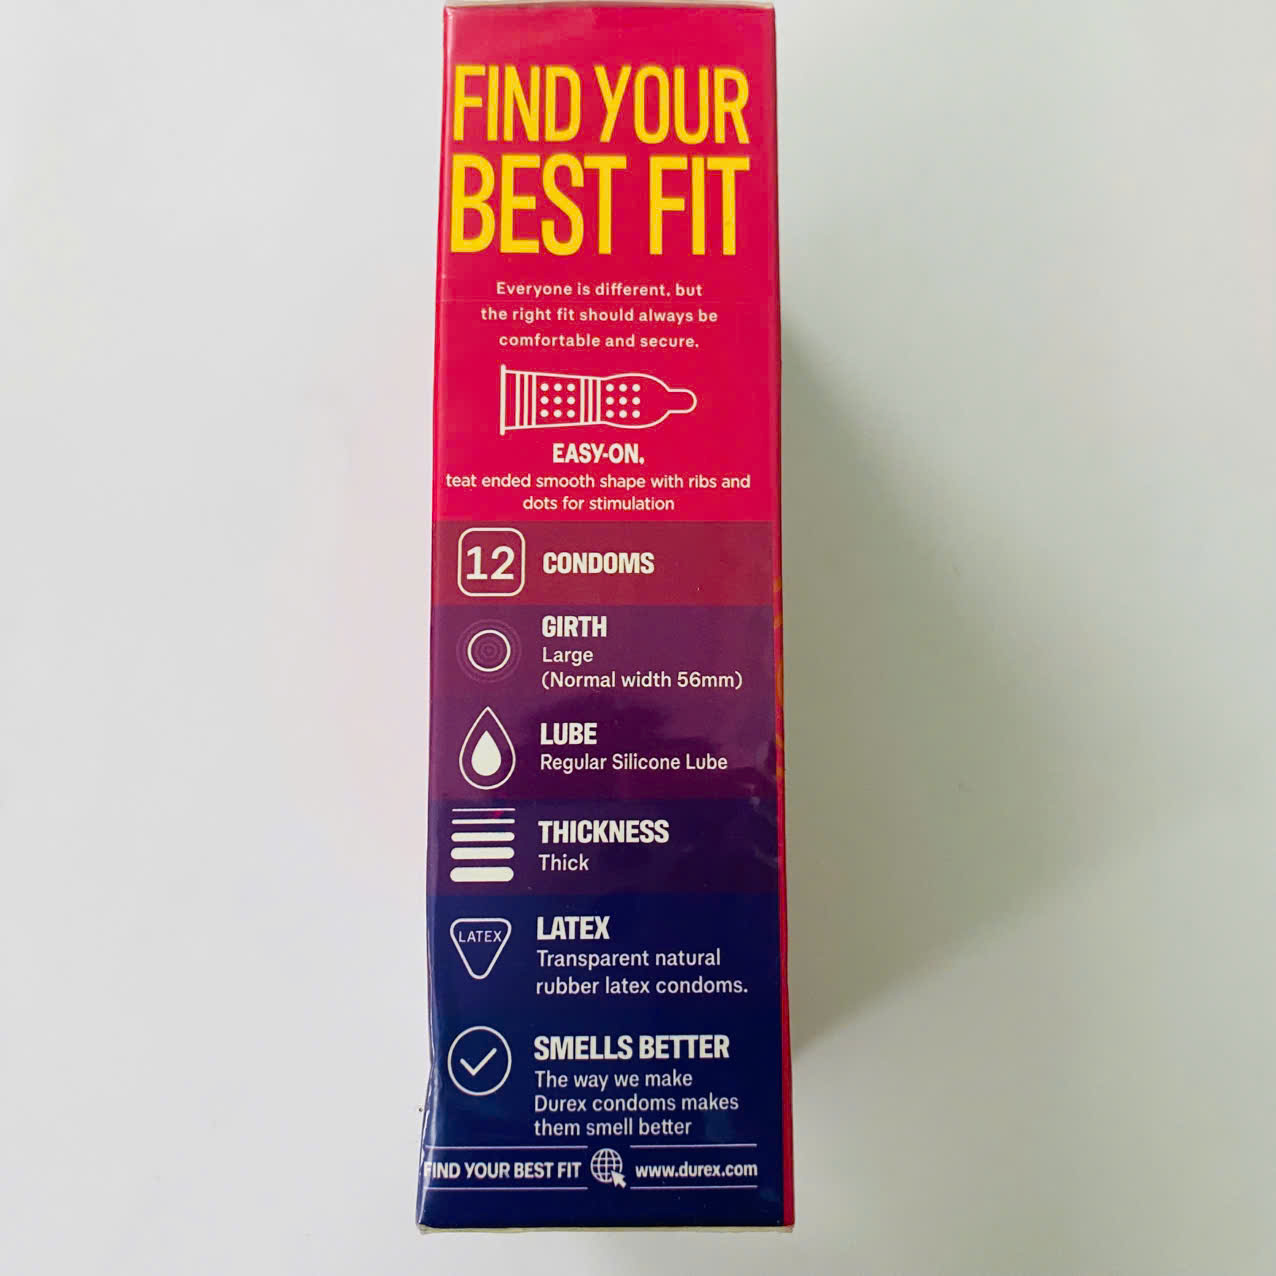 FIND YOUR
BEST FIT
Everyone is different, but
the right fit should always be
comfortable and secure.
EASY-ON,
teat ended smooth shape with ribs and
dots for stimulation
12 CONDOMS
GIRTH
Large
(Normal width 56mm)
LUBE
Regular Silicone Lube
THICKNESS
Thick
LATEX
LATEX
Transparent natural
rubber latex condoms.
SMELLS BETTER
The way we make
Durex condoms makes
them smell better
FIND YOUR BEST FIT www.durex.com